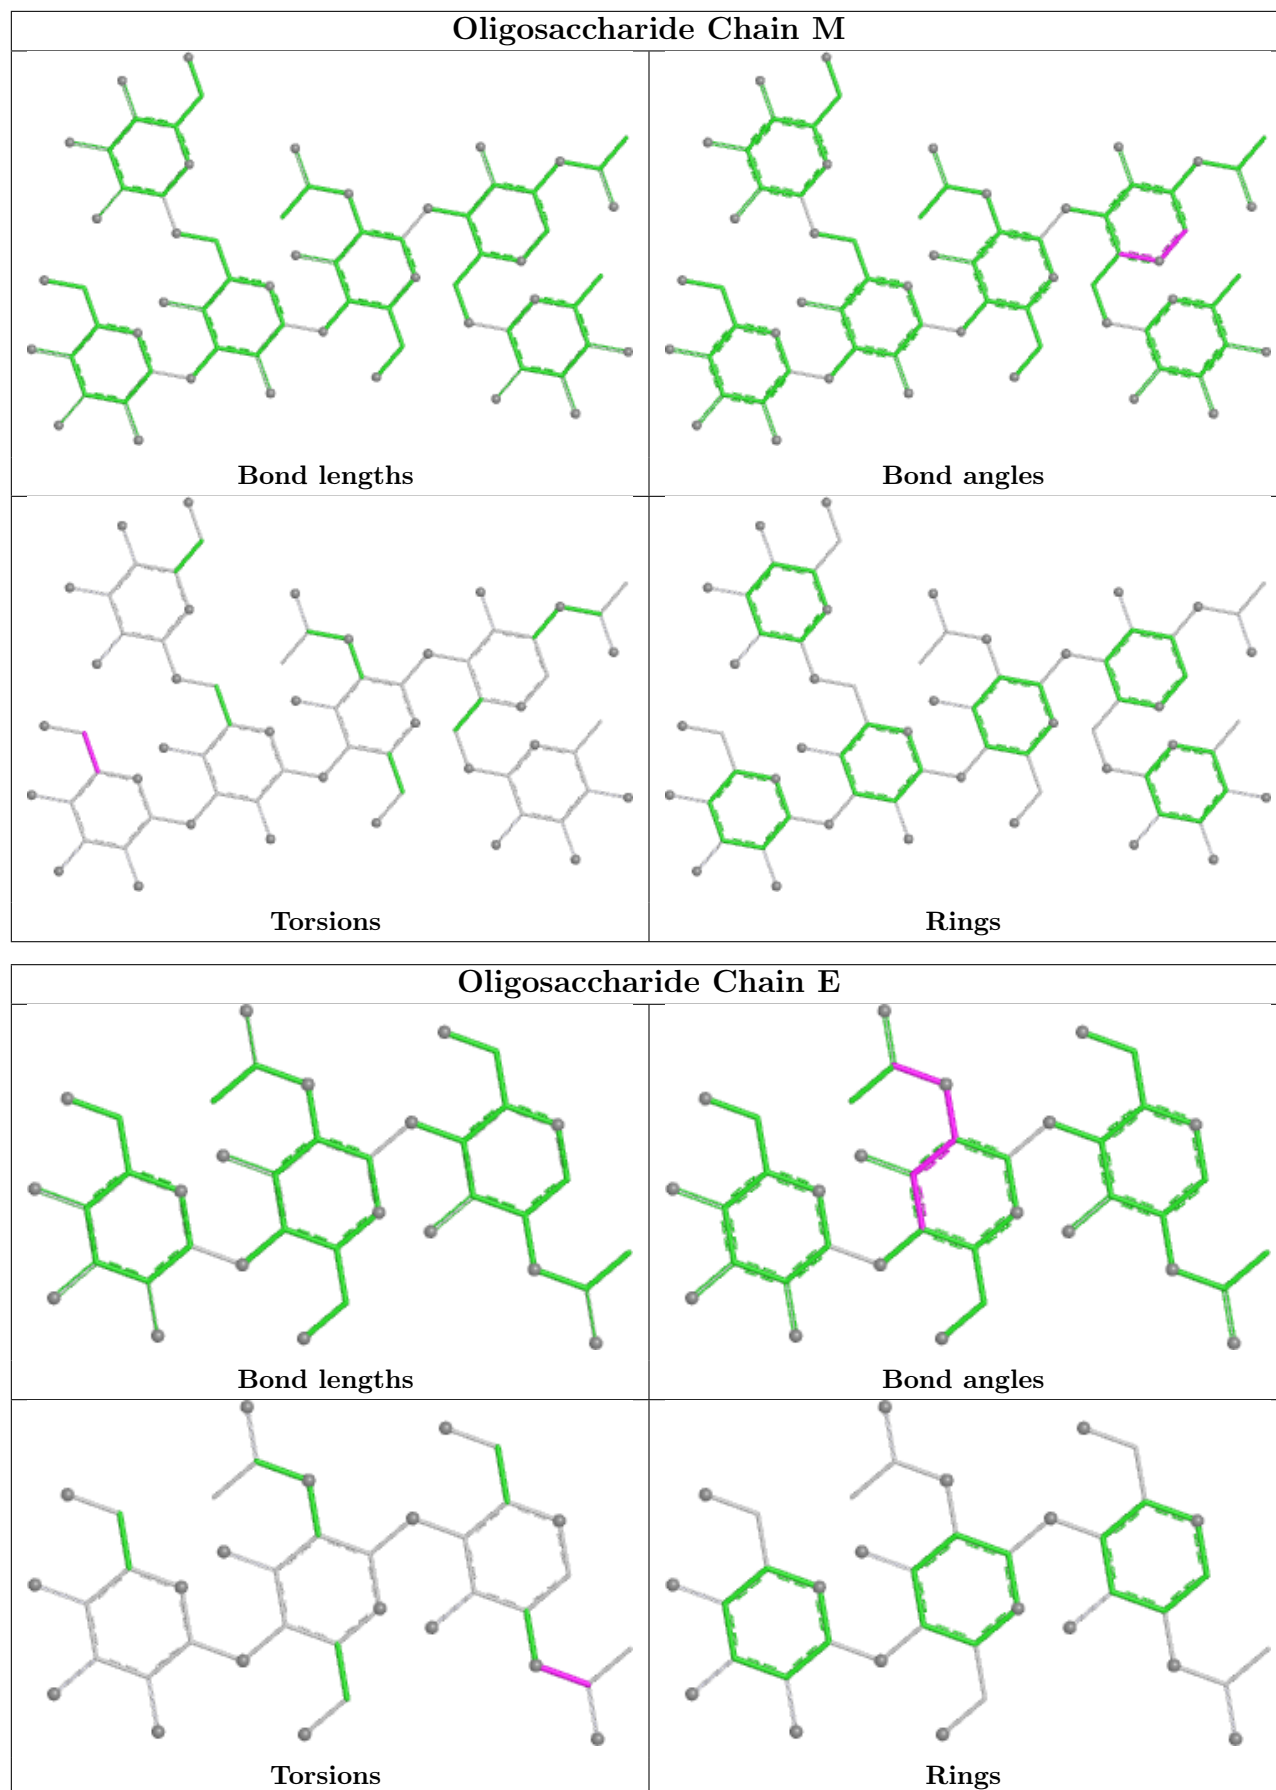 Oligosaccharide Chain M
Bond lengths
Bond angles
Torsions
Rings
Oligosaccharide Chain E
Bond lengths
Bond angles
Torsions
Rings